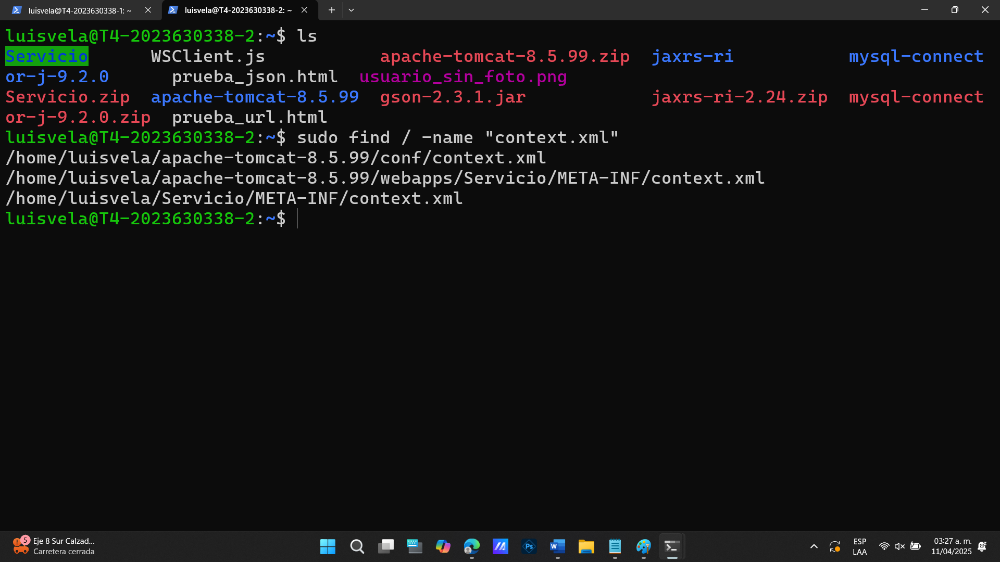 luisvela@T4-2023630338-1: ~
luisvela@T4-2023630338-2: ~
luisvela@T4-2023630338-2:~$ ls
Servicio WSClient.js apache-tomcat-8.5.99.zip jaxrs-ri mysql-connect
or-j-9.2.0 prueba_json.html usuario_sin_foto.png
Servicio.zip apache-tomcat-8.5.99 gson-2.3.1.jar jaxrs-ri-2.24.zip mysql-connect
or-j-9.2.0.zip prueba_url.html
luisvela@T4-2023630338-2:~$ sudo find / -name "context.xml"
/home/luisvela/apache-tomcat-8.5.99/conf/context.xml
/home/luisvela/apache-tomcat-8.5.99/webapps/Servicio/META-INF/context.xml
/home/luisvela/Servicio/META-INF/context.xml
luisvela@T4-2023630338-2:~$
5
Eje 8 Sur Calzad...
Carretera cerrada
Ps
W
ESP
LAA
03:27 a. m.
11/04/2025